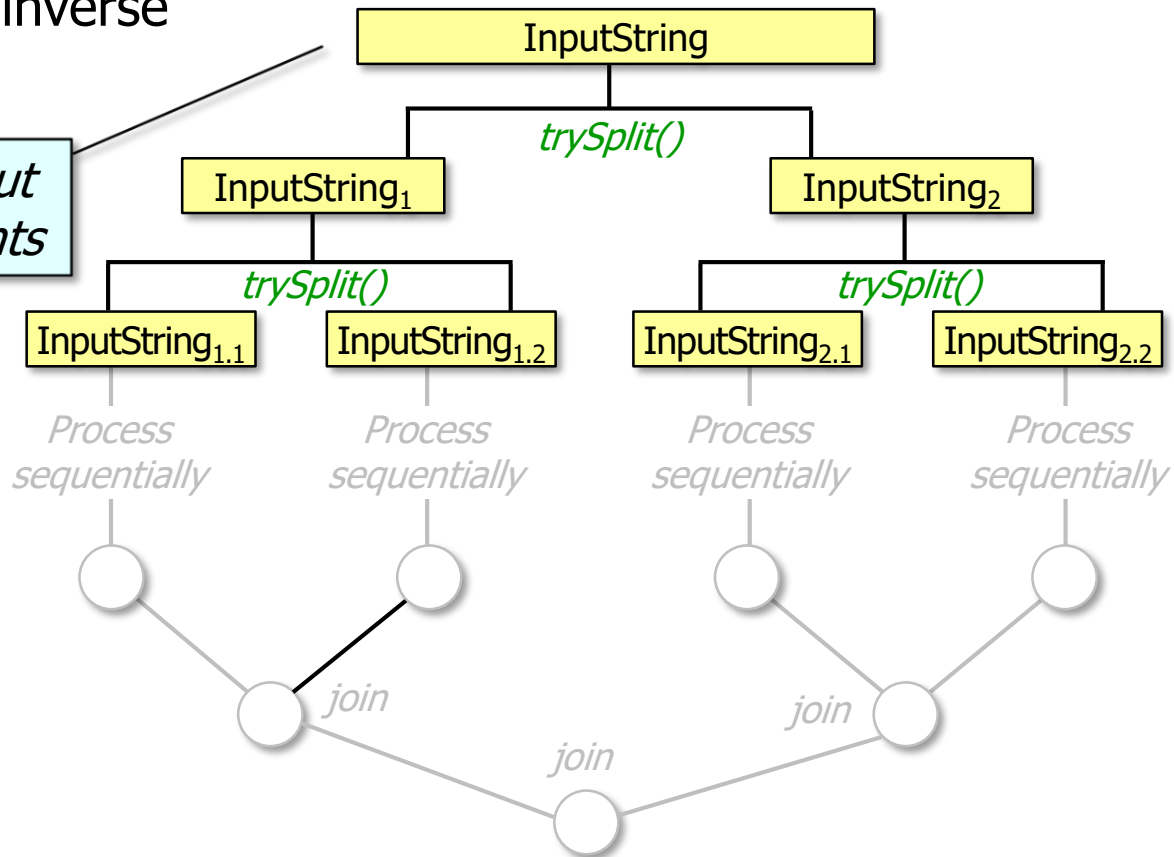 inverse
InputString
trySplit()
ut
nts
InputString₁
InputString₂
trySplit()
trySplit()
InputString₁.₁
InputString₁.₂
InputString₂.₁
InputString₂.₂
Process
sequentially
Process
sequentially
Process
sequentially
Process
sequentially
join
join
join